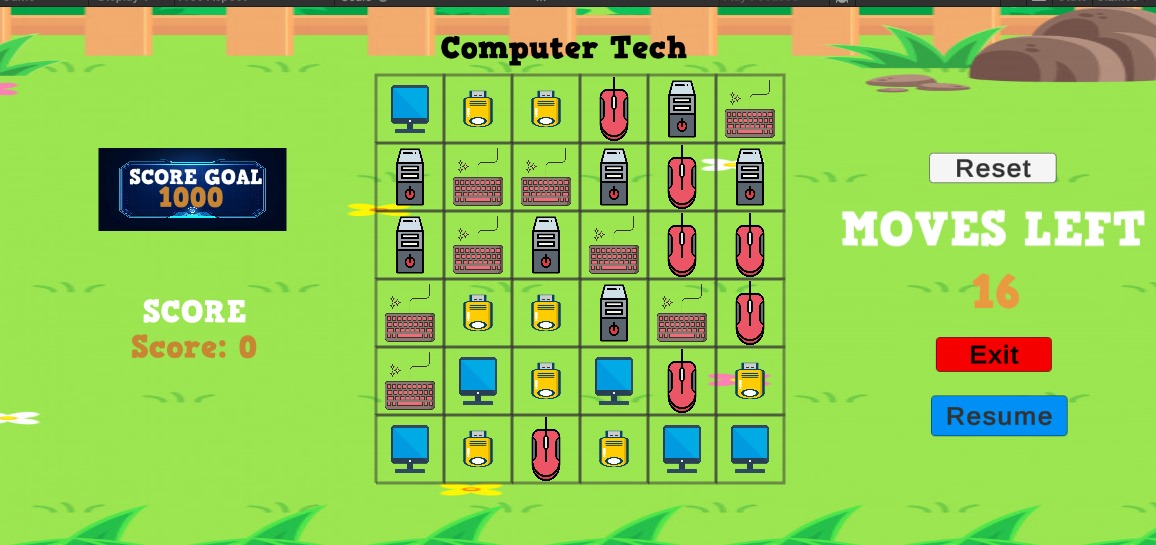 Computer Tech
SCORE GOAL
1000
SCORE
Score: 0
Reset
MOVES LEFT
16
Exit
Resume